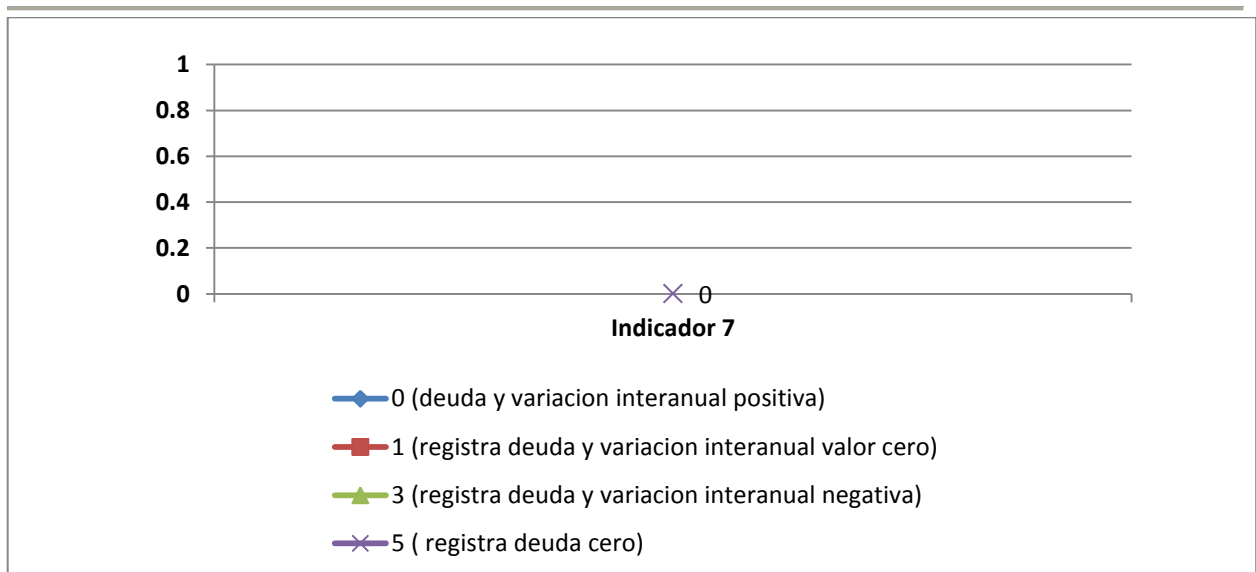 1
0.8
0.6
0.4
0.2
0
0
Indicador 7
0 (deuda y variacion interanual positiva)
1 (registra deuda y variacion interanual valor cero)
3 (registra deuda y variacion interanual negativa)
5 ( registra deuda cero)